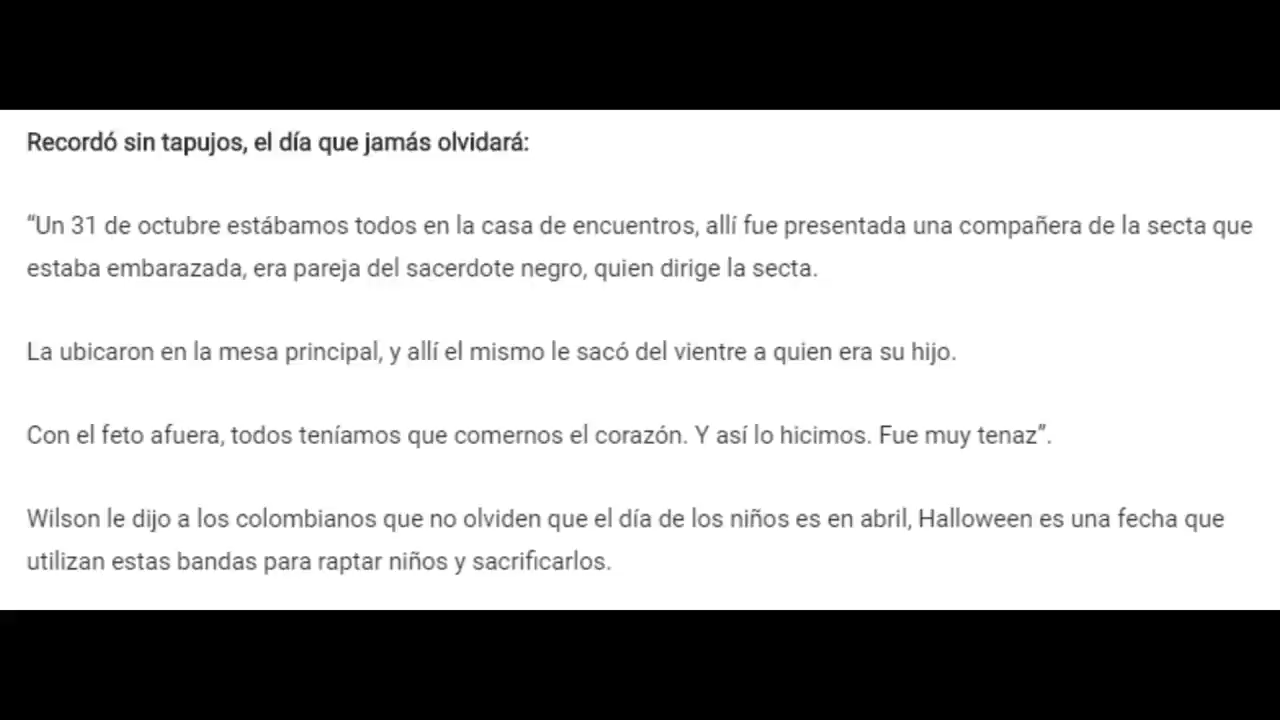 Recordó sin tapujos, el día que jamás olvidará:
“Un 31 de octubre estábamos todos en la casa de encuentros, allí fue presentada una compañera de la secta que
estaba embarazada, era pareja del sacerdote negro, quien dirige la secta.
La ubicaron en la mesa principal, y allí el mismo le sacó del vientre a quien era su hijo.
Con el feto afuera, todos teníamos que comernos el corazón. Y así lo hicimos. Fue muy tenaz”.
Wilson le dijo a los colombianos que no olviden que el día de los niños es en abril, Halloween es una fecha que
utilizan estas bandas para raptar niños y sacrificarlos.